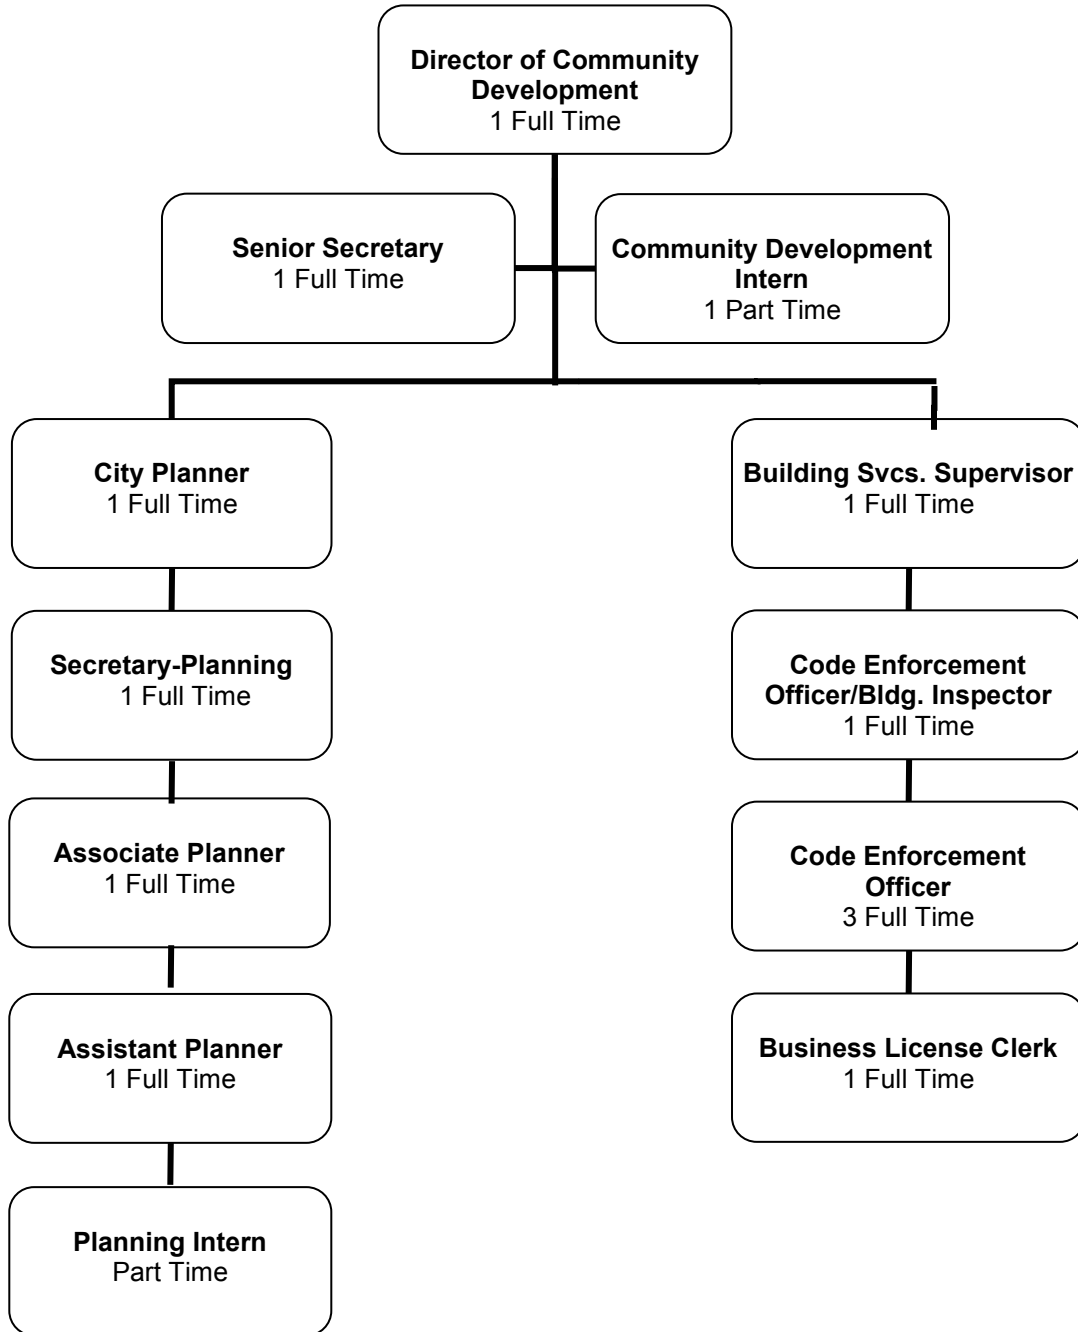 Director of Community
Development
1 Full Time
Senior Secretary
1 Full Time
Community Development
Intern
1 Part Time
City Planner
1 Full Time
Building Svcs. Supervisor
1 Full Time
Secretary-Planning
1 Full Time
Code Enforcement
Officer/Bldg. Inspector
1 Full Time
Associate Planner
1 Full Time
Code Enforcement
Officer
3 Full Time
Assistant Planner
1 Full Time
Business License Clerk
1 Full Time
Planning Intern
Part Time